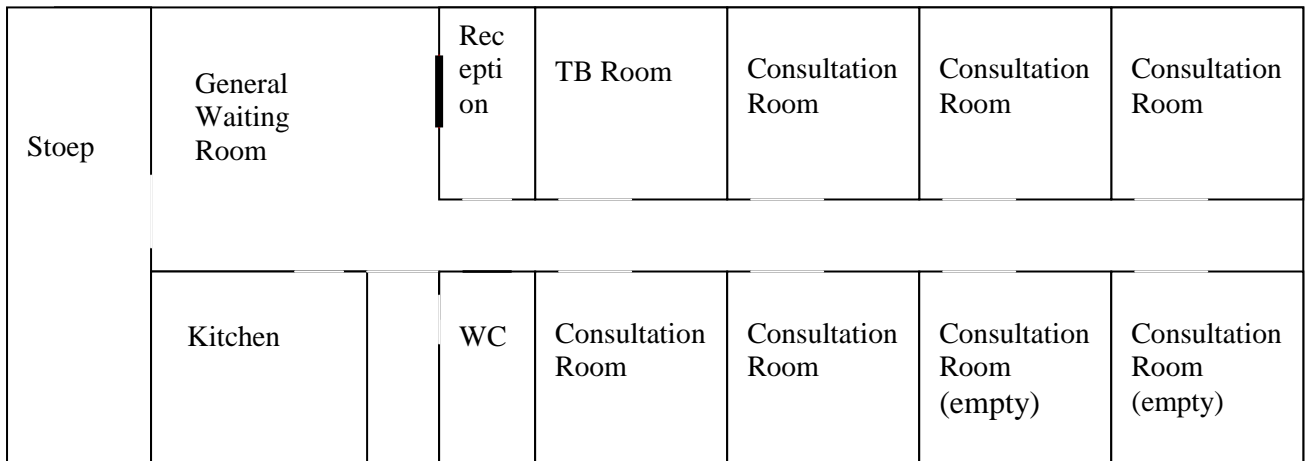 Stoep
General
Waiting
Room
Rec
epti
on
TB Room
Consultation
Room
Consultation
Room
Consultation
Room
Kitchen
WC
Consultation
Room
Consultation
Room
Consultation
Room
(empty)
Consultation
Room
(empty)